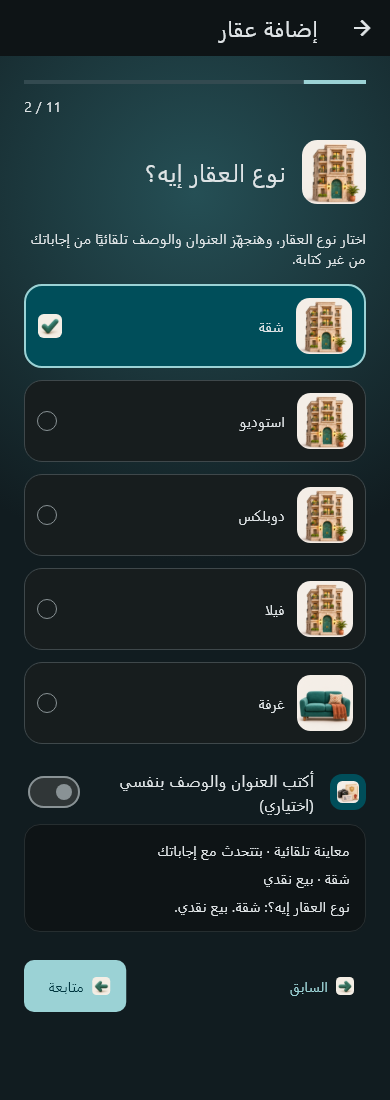 إضافة عقار
2 / 11
نوع العقار إيه؟
اختار نوع العقار، وهنجهّز العنوان والوصف تلقائيًا من إجاباتك
من غير كتابة.
شقة
استوديو
دوبلكس
فيلا
غرفة
أكتب العنوان والوصف بنفسي
(اختياري)
معاينة تلقائية · بتتحدث مع إجاباتك
شقة · بيع نقدي
نوع العقار إيه؟: شقة. بيع نقدي.
السابق
متابعة